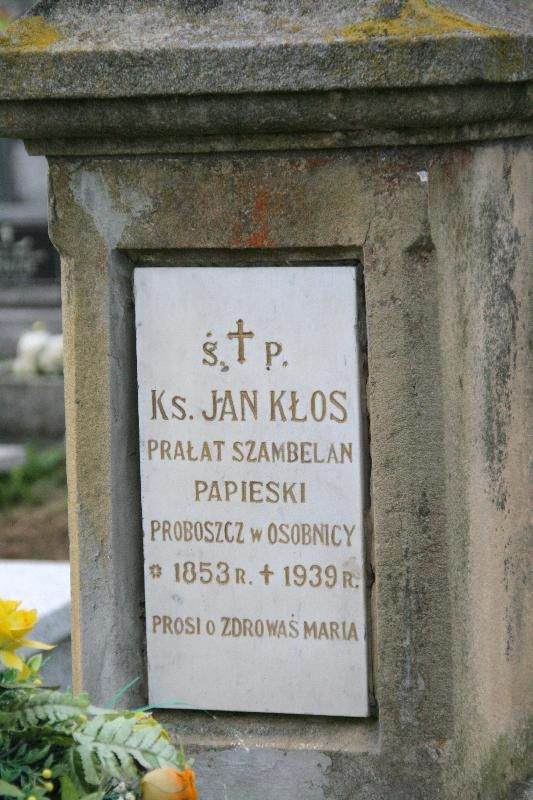 Ś. † P.
Ks. JAN KŁOS
PRAŁAT SZAMBELAN
PAPIESKI
PROBOSZCZ w OSOBNICY
* 1853 R. † 1939 R.
PROSI O ZDROWAŚ MARIA